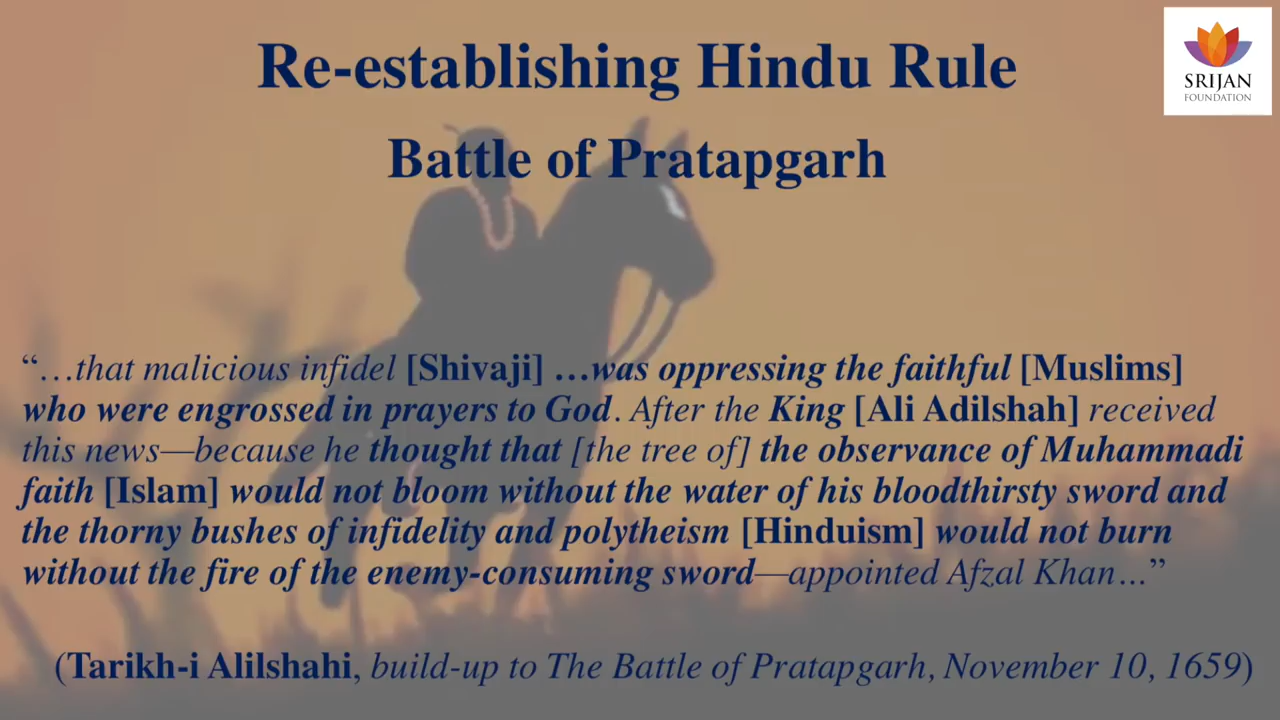 Re-establishing Hindu Rule
SRIJAN
FOUNDATION
Battle of Pratapgarh
“…that malicious infidel [Shivaji] …was oppressing the faithful [Muslims]
who were engrossed in prayers to God. After the King [Ali Adilshah] received
this news—because he thought that [the tree of] the observance of Muhammadi
faith [Islam] would not bloom without the water of his bloodthirsty sword and
the thorny bushes of infidelity and polytheism [Hinduism] would not burn
without the fire of the enemy-consuming sword—appointed Afzal Khan…”
(Tarikh-i Alilshahi, build-up to The Battle of Pratapgarh, November 10, 1659)